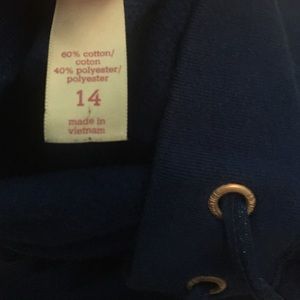 60% cotton/
coton
40% polyester/
polyester
14
made in
vietnam